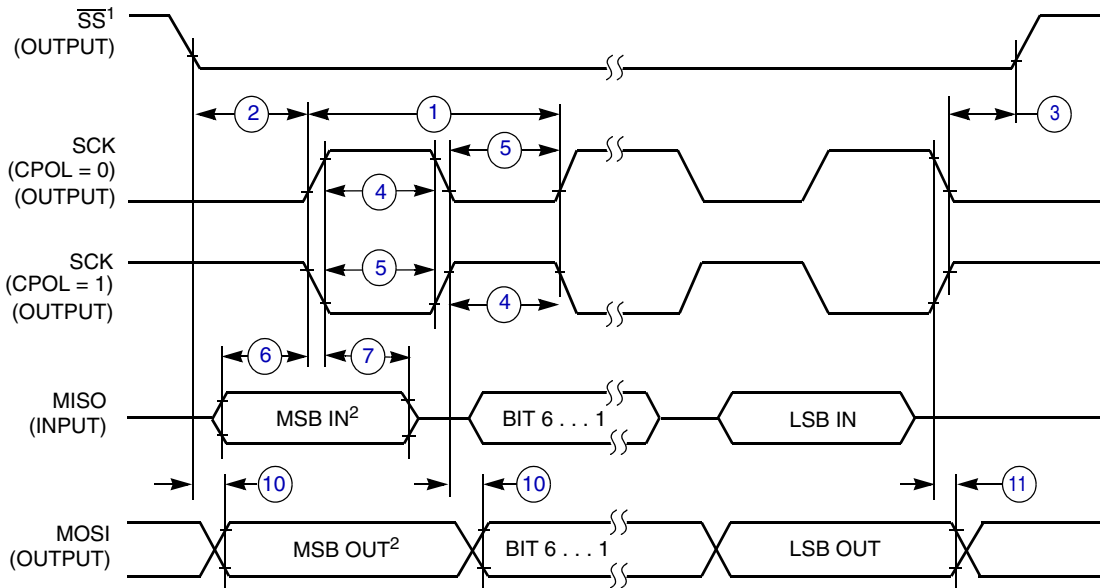 SS¹
(OUTPUT)
2
1
3
SCK
(CPOL = 0)
(OUTPUT)
5
4
SCK
(CPOL = 1)
(OUTPUT)
5
4
6
7
MISO
(INPUT)
MSB IN²
BIT 6 . . . 1
LSB IN
10
10
11
MOSI
(OUTPUT)
MSB OUT²
BIT 6 . . . 1
LSB OUT